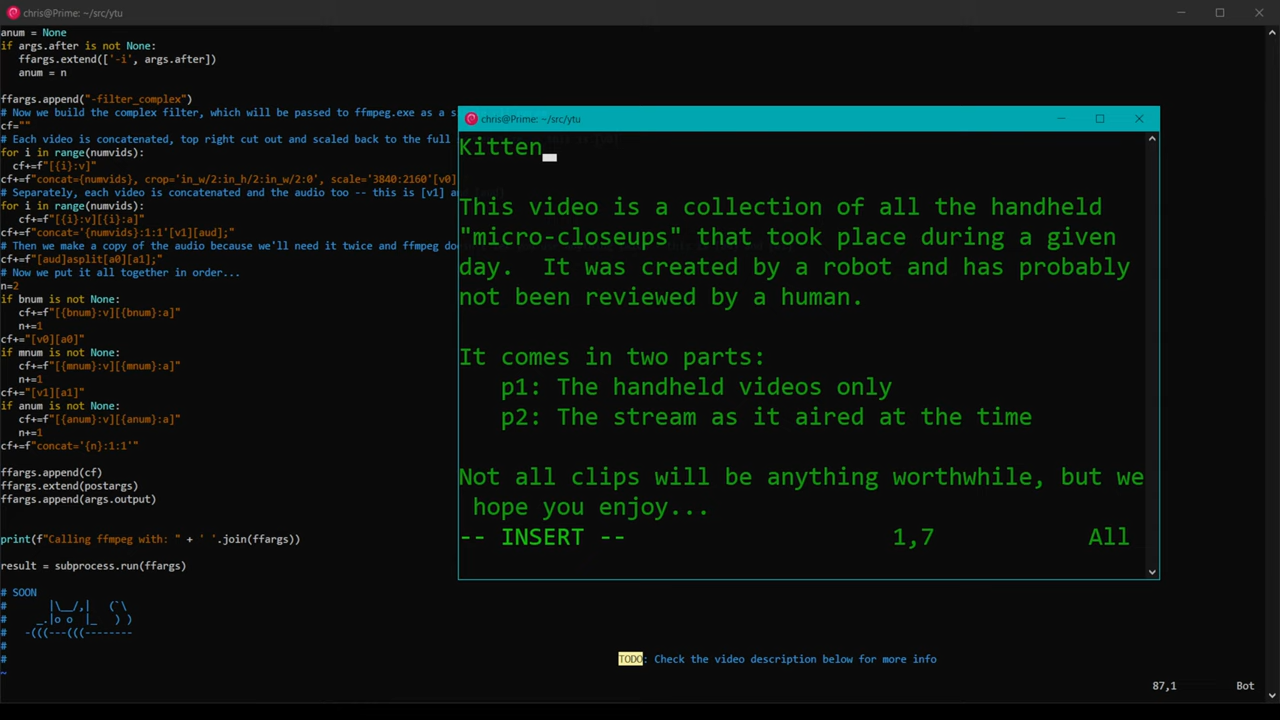 chris@Prime: ~/src/ytu
anum = None
if args.after is not None:
   ffargs.extend(['-i', args.after])
   anum = n
ffargs.append("-filter_complex")
# Now we build the complex filter, which will be passed to ffmpeg.exe as a s
cf=""
# Each video is concatenated, top right cut out and scaled back to the full
for i in range(numvids):
  cf+=f"[{i}:v]"
cf+=f"concat={numvids}, crop='in_w/2:in_h/2:in_w/2:0', scale='3840:2160'[v0]
# Separately, each video is concatenated and the audio too -- this is [v1] a
for i in range(numvids):
   cf+=f"[{i}:v][{i}:a]"
cf+=f"concat='{numvids}:1:1'[v1][aud];"
# Then we make a copy of the audio because we'll need it twice and ffmpeg do
cf+=f"[aud]asplit[a0][a1];"
# Now we put it all together in order...
n=2
if bnum is not None:
   cf+=f"[{bnum}:v][{bnum}:a]"
   n+=1
cf+="[v0][a0]"
if mnum is not None:
   cf+=f"[{mnum}:v][{mnum}:a]"
   n+=1
cf+="[v1][a1]"
if anum is not None:
   cf+=f"[{anum}:v][{anum}:a]"
   n+=1
cf+=f"concat='{n}:1:1'"
ffargs.append(cf)
ffargs.extend(postargs)
ffargs.append(args.output)
print(f"Calling ffmpeg with: " + ' '.join(ffargs))
result = subprocess.run(ffargs)
# SOON
#      |\__/,|   (`\
#    _.|o o  |_   ) )
#  -(((---(((--------
#
#
~
chris@Prime: ~/src/ytu
Kitten
This video is a collection of all the handheld
"micro-closeups" that took place during a given
day.  It was created by a robot and has probably
not been reviewed by a human.
It comes in two parts:
   p1: The handheld videos only
   p2: The stream as it aired at the time
Not all clips will be anything worthwhile, but we
 hope you enjoy...
-- INSERT -- 1,7 All
TODO: Check the video description below for more info
87,1 Bot